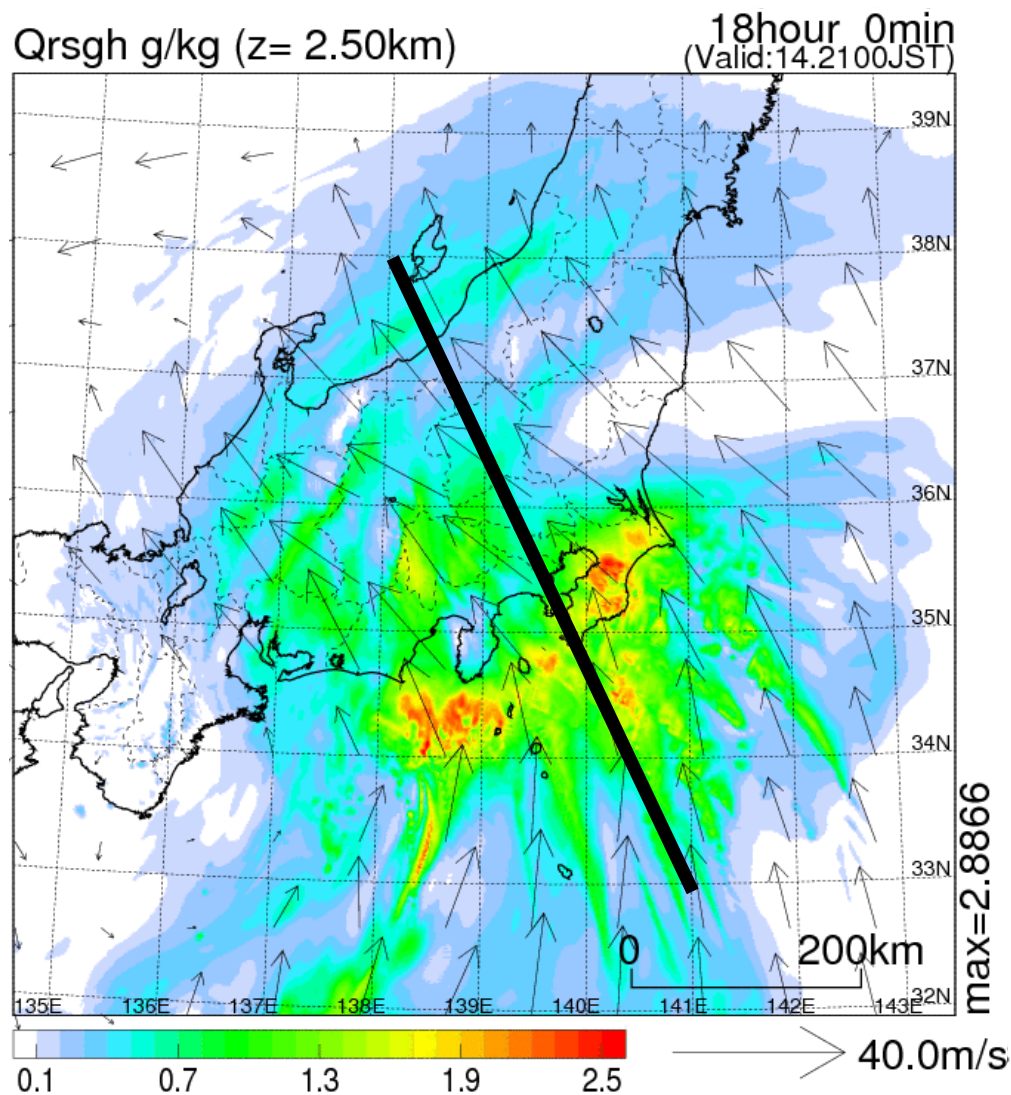 18hour 0min
Qrsgh g/kg (z= 2.50km)
(Valid:14.2100JST)
39N
38N
37N
36N
35N
34N
33N
0 200km
32N
135E 136E 137E 138E 139E 140E 141E 142E 143E
max=2.8866
0.1 0.7 1.3 1.9 2.5
40.0m/s